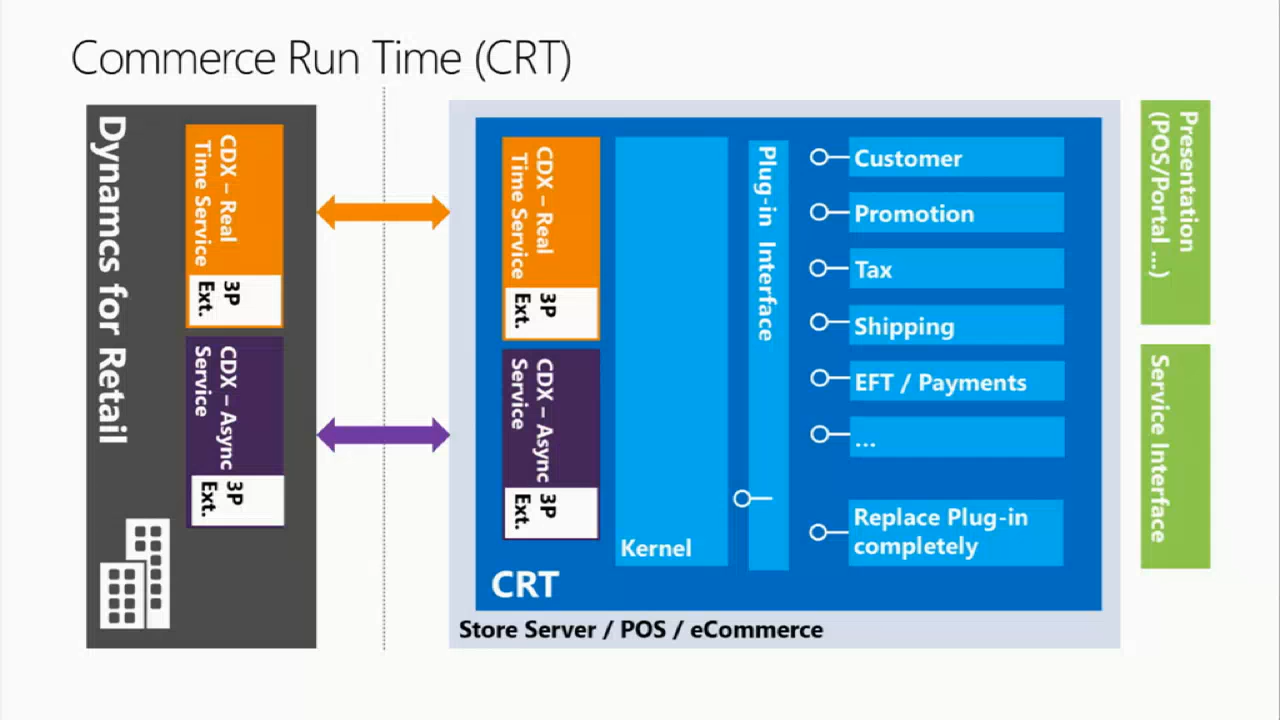 Commerce Run Time (CRT)
Dynamcs for Retail
CDX – Real
Time Service
3P
Ext.
CDX – Async
Service
3P
Ext.
CDX – Real
Time Service
3P
Ext.
CDX – Async
Service
3P
Ext.
Kernel
Plug-in Interface
Customer
Promotion
Tax
Shipping
EFT / Payments
...
Replace Plug-in
completely
CRT
Store Server / POS / eCommerce
Presentation
(POS/Portal ...)
Service Interface